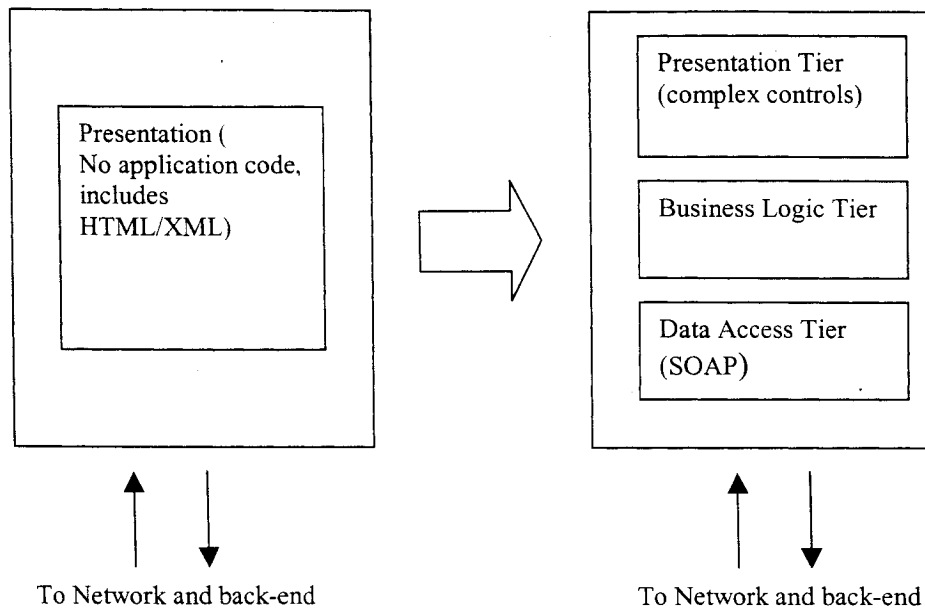 Presentation (
No application code,
includes
HTML/XML)
To Network and back-end
Presentation Tier
(complex controls)
Business Logic Tier
Data Access Tier
(SOAP)
To Network and back-end